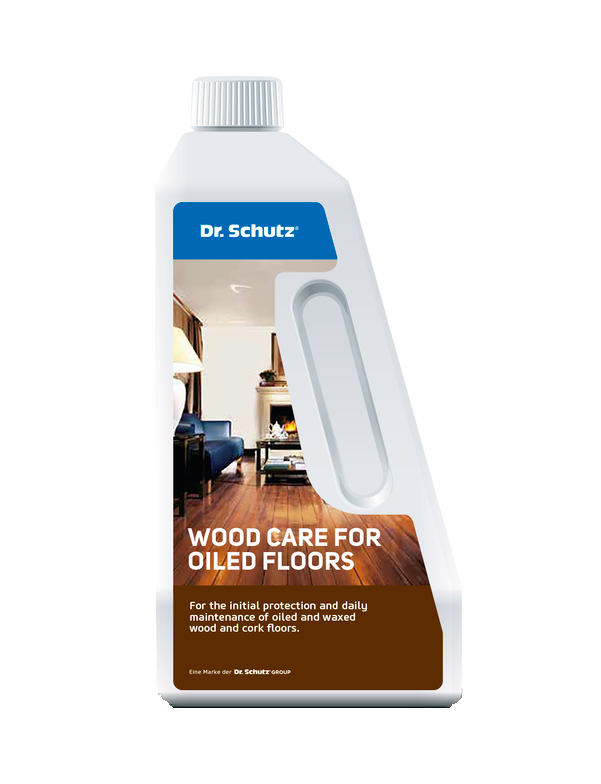 Dr. Schutz®
WOOD CARE FOR
OILED FLOORS
For the initial protection and daily
maintenance of oiled and waxed
wood and cork floors.
Eine Marke der Dr. Schutz® GROUP